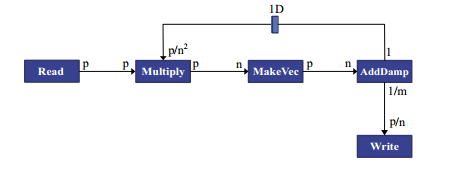 1D
p/n²
1
p p p n p n
Read Multiply MakeVec AddDamp
1/m
p/n
Write